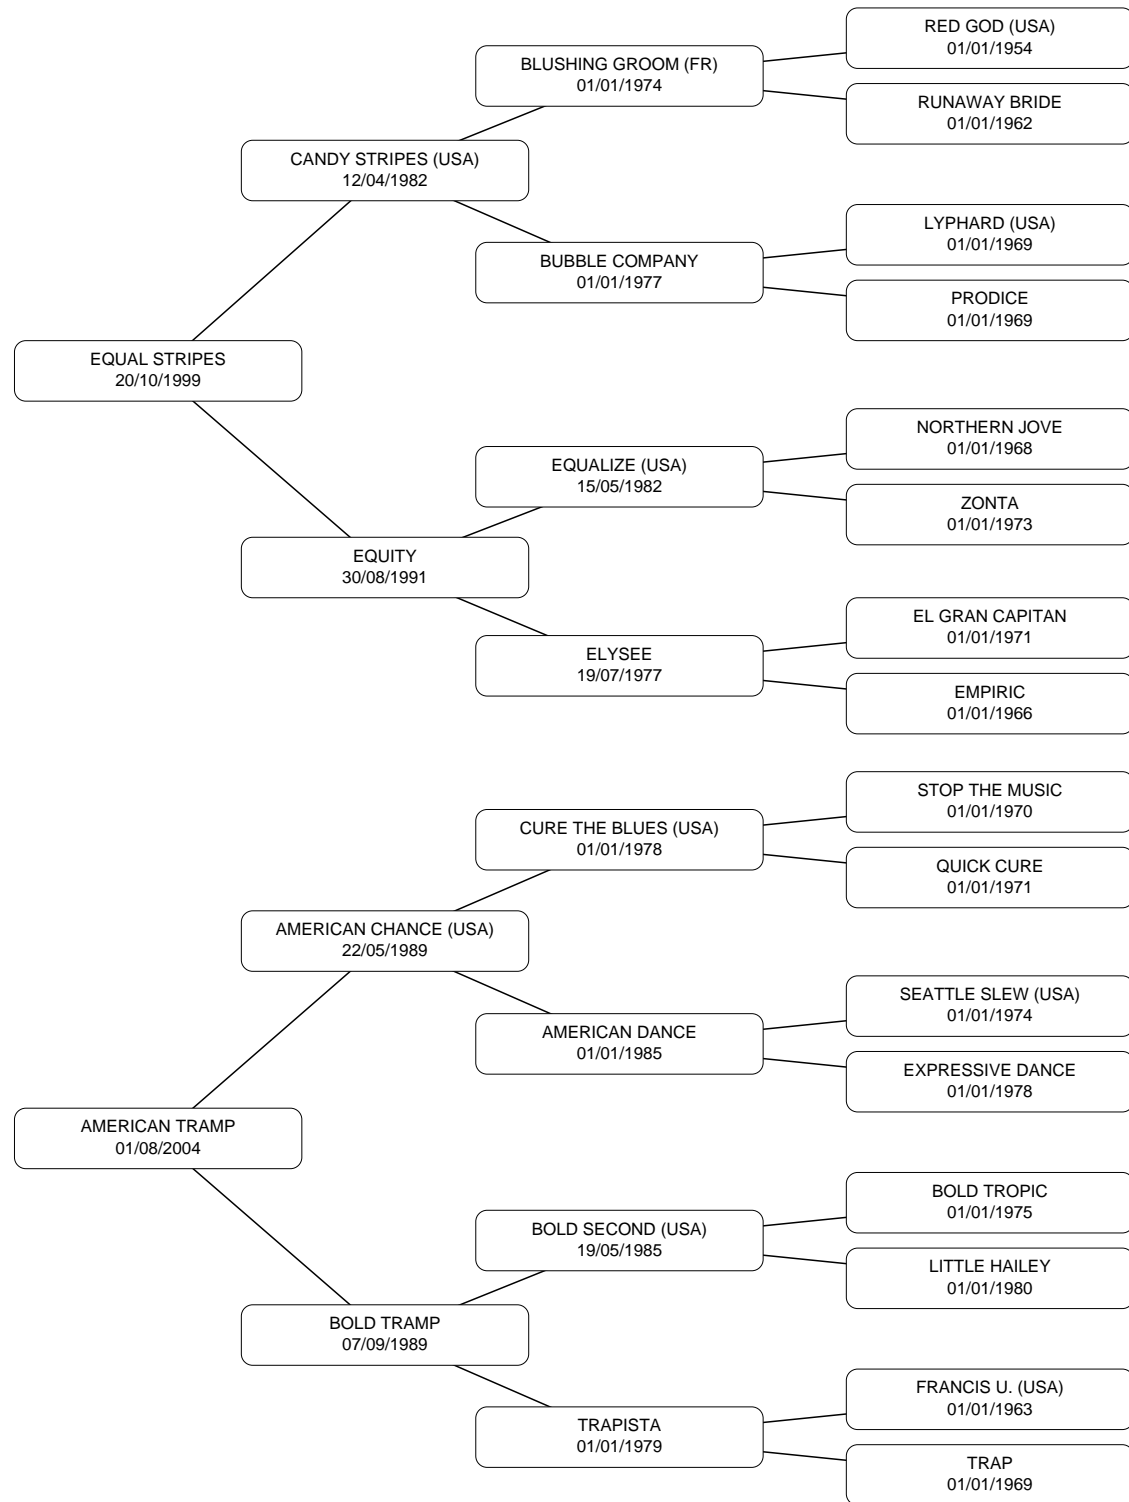 RED GOD (USA)
01/01/1954
BLUSHING GROOM (FR)
01/01/1974
RUNAWAY BRIDE
01/01/1962
CANDY STRIPES (USA)
12/04/1982
LYPHARD (USA)
01/01/1969
BUBBLE COMPANY
01/01/1977
PRODICE
01/01/1969
EQUAL STRIPES
20/10/1999
NORTHERN JOVE
01/01/1968
EQUALIZE (USA)
15/05/1982
ZONTA
01/01/1973
EQUITY
30/08/1991
EL GRAN CAPITAN
01/01/1971
ELYSEE
19/07/1977
EMPIRIC
01/01/1966
STOP THE MUSIC
01/01/1970
CURE THE BLUES (USA)
01/01/1978
QUICK CURE
01/01/1971
AMERICAN CHANCE (USA)
22/05/1989
SEATTLE SLEW (USA)
01/01/1974
AMERICAN DANCE
01/01/1985
EXPRESSIVE DANCE
01/01/1978
AMERICAN TRAMP
01/08/2004
BOLD TROPIC
01/01/1975
BOLD SECOND (USA)
19/05/1985
LITTLE HAILEY
01/01/1980
BOLD TRAMP
07/09/1989
FRANCIS U. (USA)
01/01/1963
TRAPISTA
01/01/1979
TRAP
01/01/1969